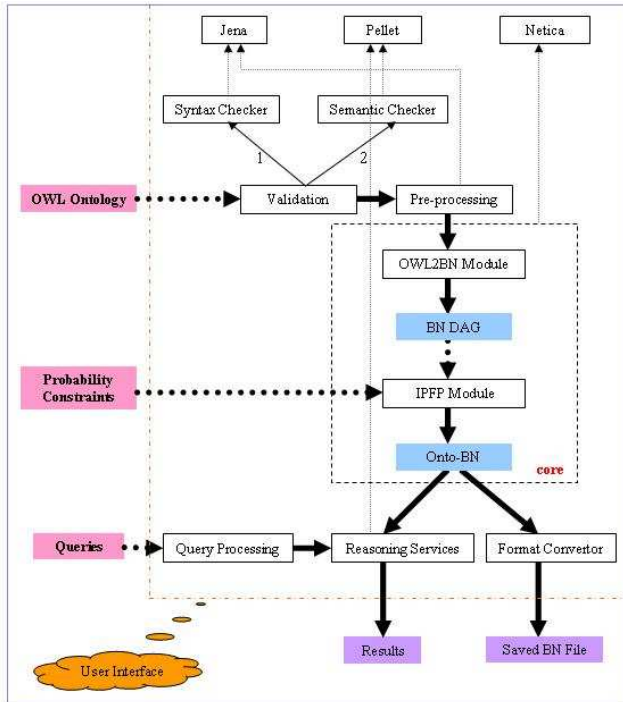 Jena
Pellet
Netica
Syntax Checker
Semantic Checker
1
2
OWL Ontology
Validation
Pre-processing
OWL2BN Module
BN DAG
Probability
Constraints
IPFP Module
Onto-BN
core
Queries
Query Processing
Reasoning Services
Format Convertor
Results
Saved BN File
User Interface